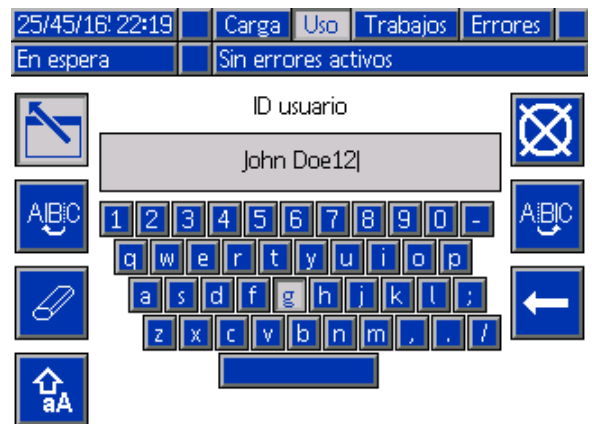 25/45/16 22:19 Carga Uso Trabajos Errores
En espera Sin errores activos
ID usuario
John Doe12
ABC 1 2 3 4 5 6 7 8 9 0 - ABC
q w e r t y u i o p
a s d f g h j k l ;
z x c v b n m , . /
aA